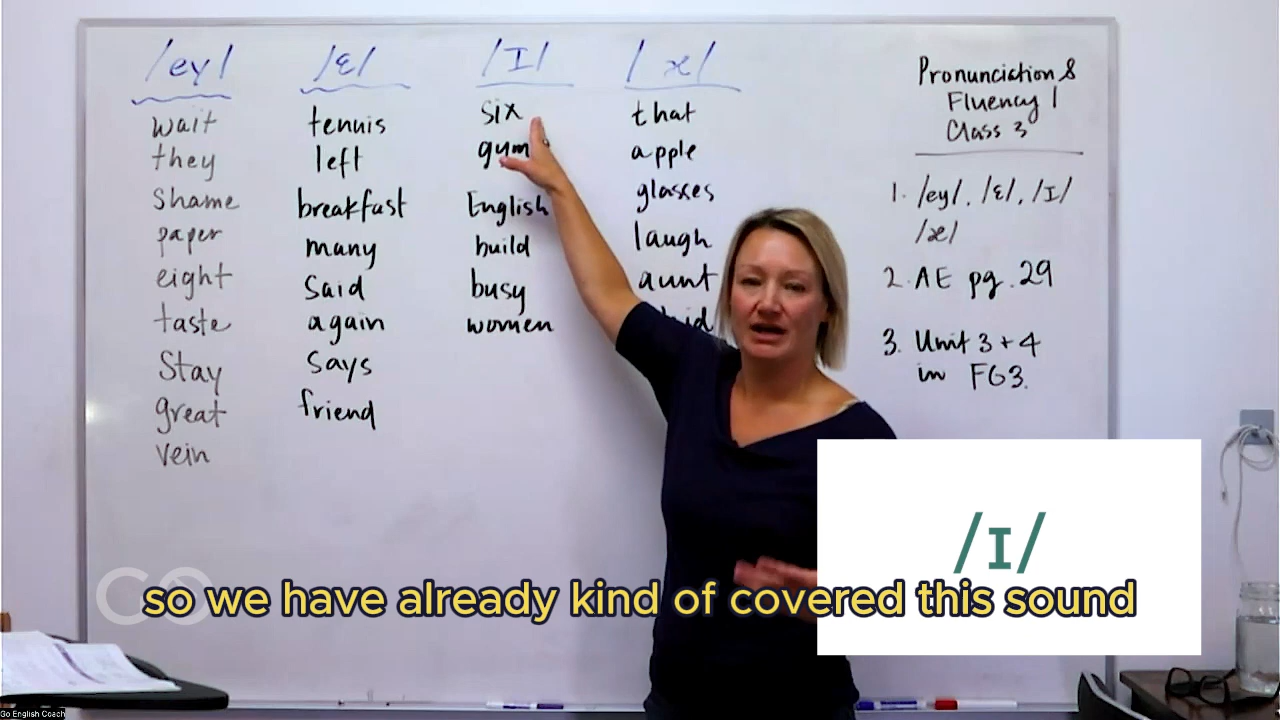 /ey/
wait
they
Shame
paper
eight
taste
Stay
great
vein
/ɛ/
tennis
left
breakfast
many
Said
again
Says
friend
/I/
six
gym
English
build
busy
women
/æ/
that
apple
glasses
laugh
aunt
Pronunciation &
Fluency 1
Class 3
1. /ey/, /ɛ/, /I/
/æ/
2. AE pg. 29
3. Unit 3 + 4
in FG3.
/ɪ/
so we have already kind of covered this sound
Go English Coach